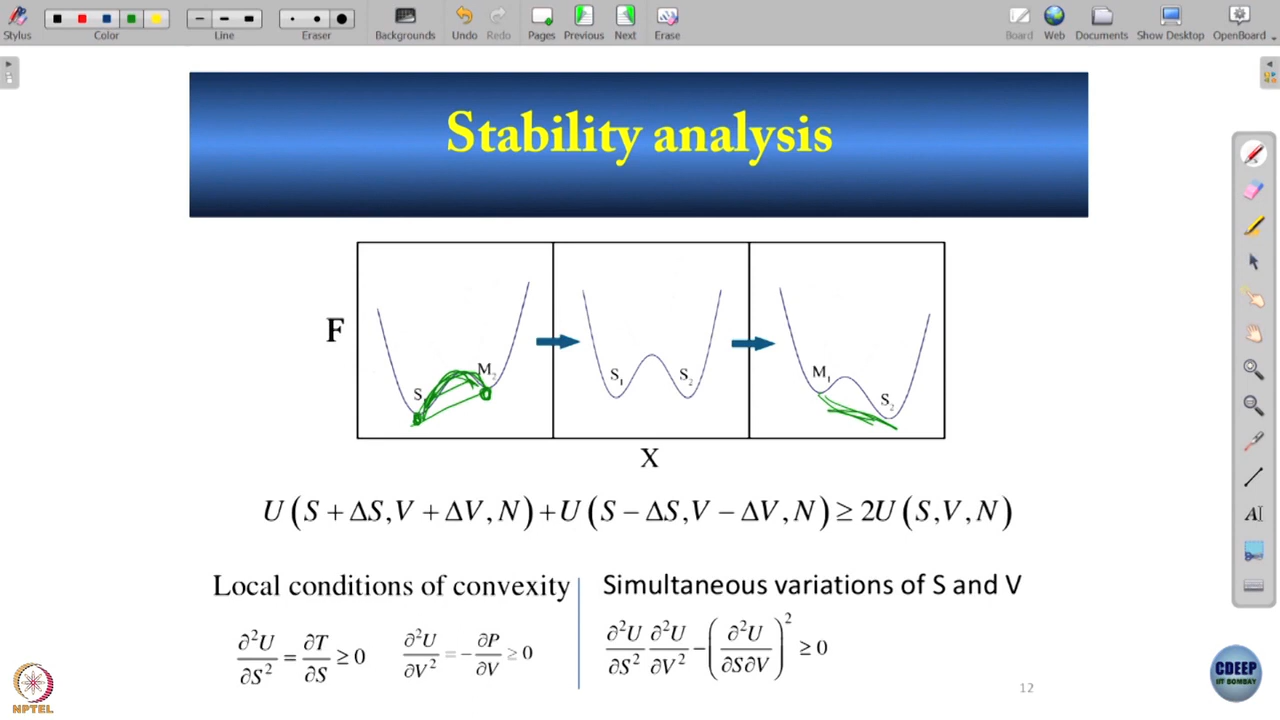 Stylus Color Line Eraser Backgrounds Undo Redo Pages Previous Next Erase Board Web Documents Show Desktop OpenBoard
Stability analysis
F
S M₂
S₁ S₂
M₁ S₂
X
U(S + ΔS, V + ΔV, N) + U(S − ΔS, V − ΔV, N) ≥ 2U(S, V, N)
Local conditions of convexity
∂²U/∂S² = ∂T/∂S ≥ 0 ∂²U/∂V² = −∂P/∂V ≥ 0
Simultaneous variations of S and V
∂²U/∂S² ∂²U/∂V² − (∂²U/∂S∂V)² ≥ 0
12
NPTEL
CDEEP
IIT BOMBAY
AI